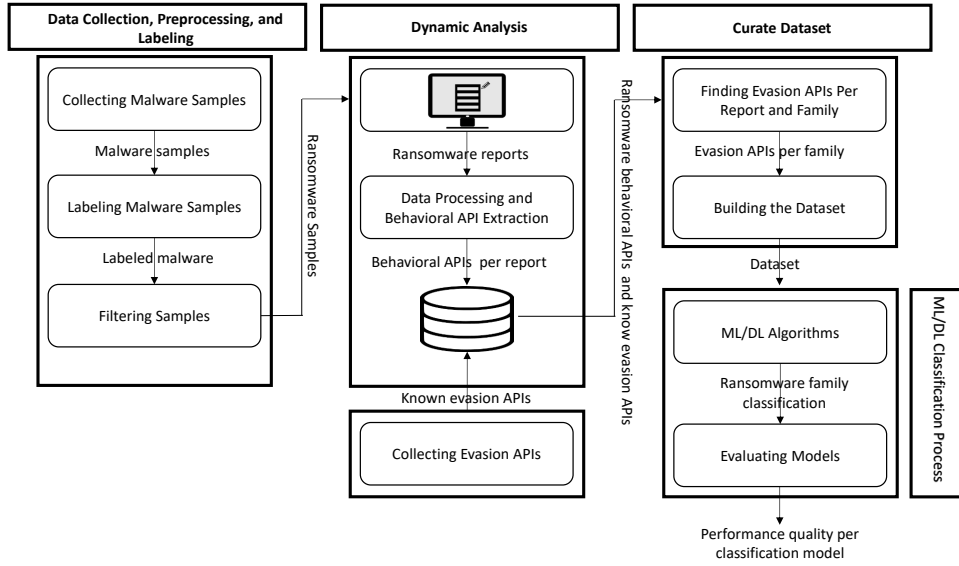 Data Collection, Preprocessing, and
Labeling
Collecting Malware Samples
Malware samples
Labeling Malware Samples
Labeled malware
Filtering Samples
Ransomware Samples
Dynamic Analysis
Ransomware reports
Data Processing and
Behavioral API Extraction
Behavioral APIs per report
Known evasion APIs
Collecting Evasion APIs
Ransomware behavioral APIs and know evasion APIs
Curate Dataset
Finding Evasion APIs Per
Report and Family
Evasion APIs per family
Building the Dataset
Dataset
ML/DL Algorithms
Ransomware family
classification
Evaluating Models
Performance quality per
classification model
ML/DL Classification Process